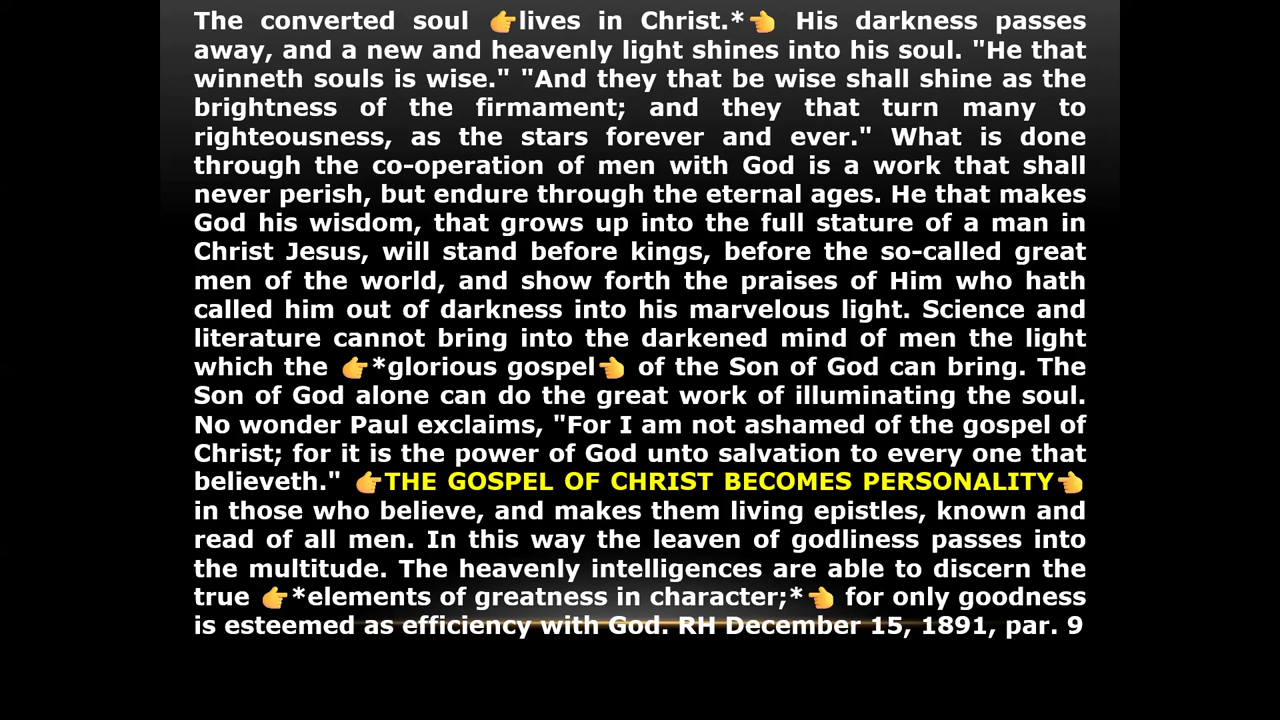 The converted soul 👉lives in Christ.*👈 His darkness passes
away, and a new and heavenly light shines into his soul. "He that
winneth souls is wise." "And they that be wise shall shine as the
brightness of the firmament; and they that turn many to
righteousness, as the stars forever and ever." What is done
through the co-operation of men with God is a work that shall
never perish, but endure through the eternal ages. He that makes
God his wisdom, that grows up into the full stature of a man in
Christ Jesus, will stand before kings, before the so-called great
men of the world, and show forth the praises of Him who hath
called him out of darkness into his marvelous light. Science and
literature cannot bring into the darkened mind of men the light
which the 👉*glorious gospel👈 of the Son of God can bring. The
Son of God alone can do the great work of illuminating the soul.
No wonder Paul exclaims, "For I am not ashamed of the gospel of
Christ; for it is the power of God unto salvation to every one that
believeth." 👉THE GOSPEL OF CHRIST BECOMES PERSONALITY👈
in those who believe, and makes them living epistles, known and
read of all men. In this way the leaven of godliness passes into
the multitude. The heavenly intelligences are able to discern the
true 👉*elements of greatness in character;*👈 for only goodness
is esteemed as efficiency with God. RH December 15, 1891, par. 9